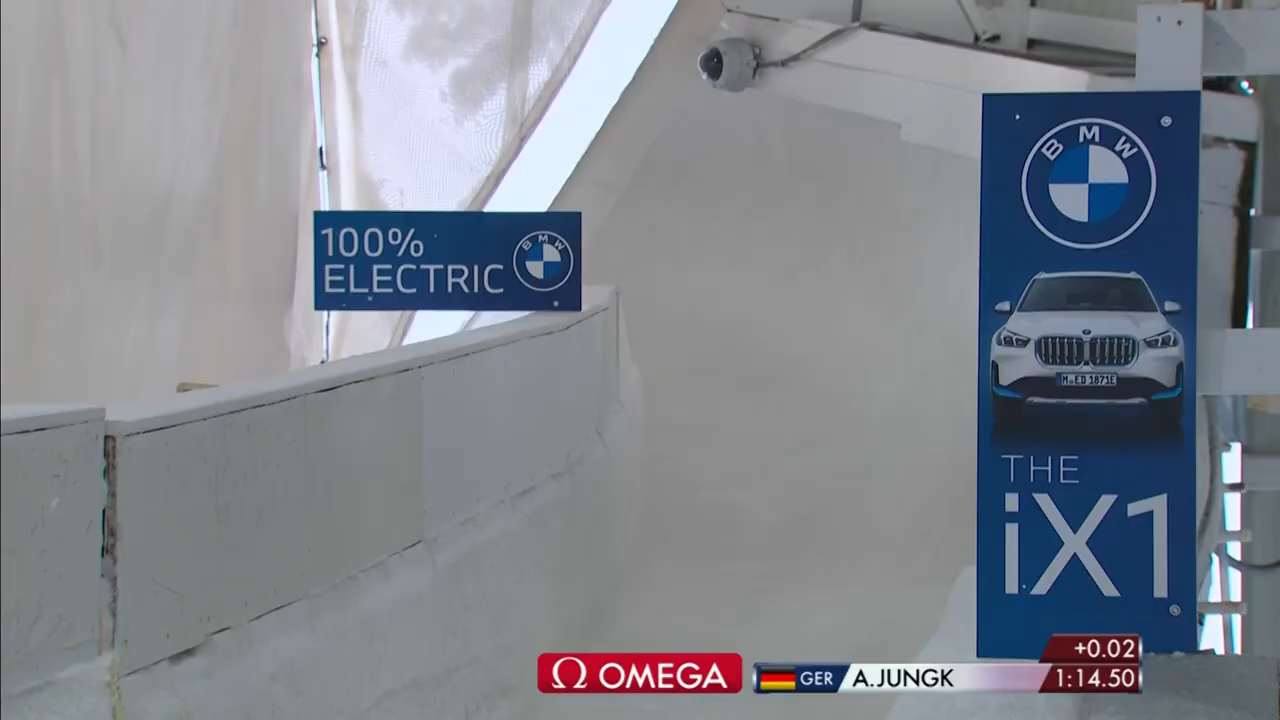 100%
ELECTRIC
BMW
BMW
H ED 1871E
THE
iX1
+0.02
Ω OMEGA
GER
A.JUNGK
1:14.50